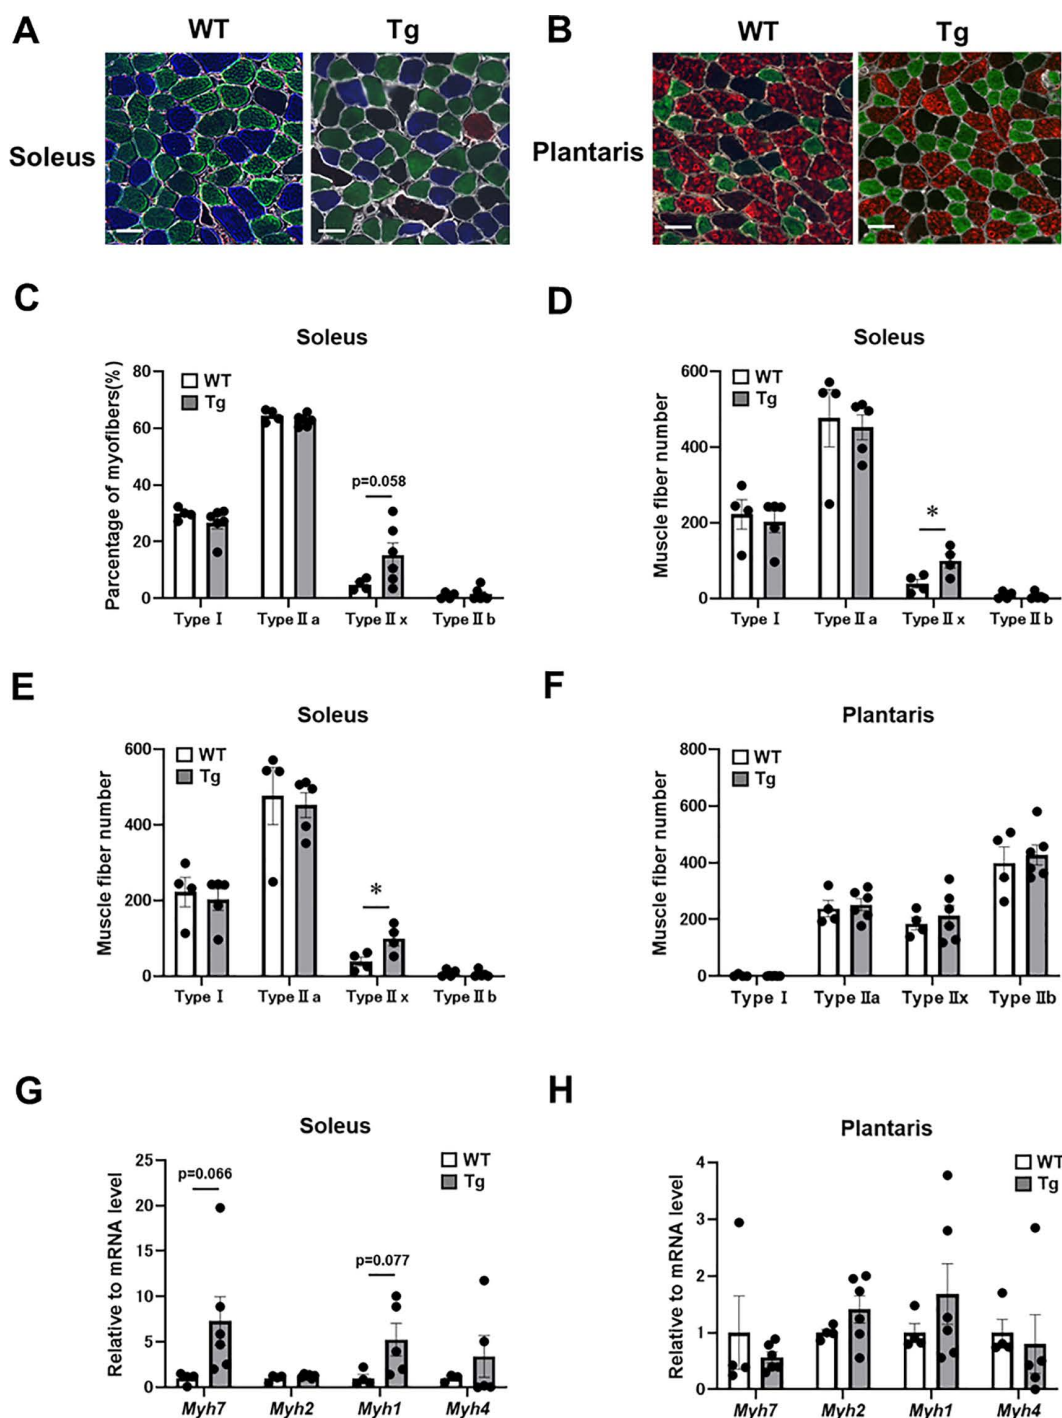 A
WT
Tg
Soleus
B
WT
Tg
Plantaris
C
Soleus
Parcentage of myofibers(%)
80
60
40
20
0
WT
Tg
p=0.058
Type I
Type II a
Type II x
Type II b
D
Soleus
Muscle fiber number
600
400
200
0
WT
Tg
*
Type I
Type II a
Type II x
Type II b
E
Soleus
Muscle fiber number
600
400
200
0
WT
Tg
*
Type I
Type II a
Type II x
Type II b
F
Plantaris
Muscle fiber number
800
600
400
200
0
WT
Tg
Type I
Type IIa
Type IIx
Type IIb
G
Soleus
Relative to mRNA level
25
20
15
10
5
0
p=0.066
p=0.077
WT
Tg
Myh7
Myh2
Myh1
Myh4
H
Plantaris
Relative to mRNA level
4
3
2
1
0
WT
Tg
Myh7
Myh2
Myh1
Myh4